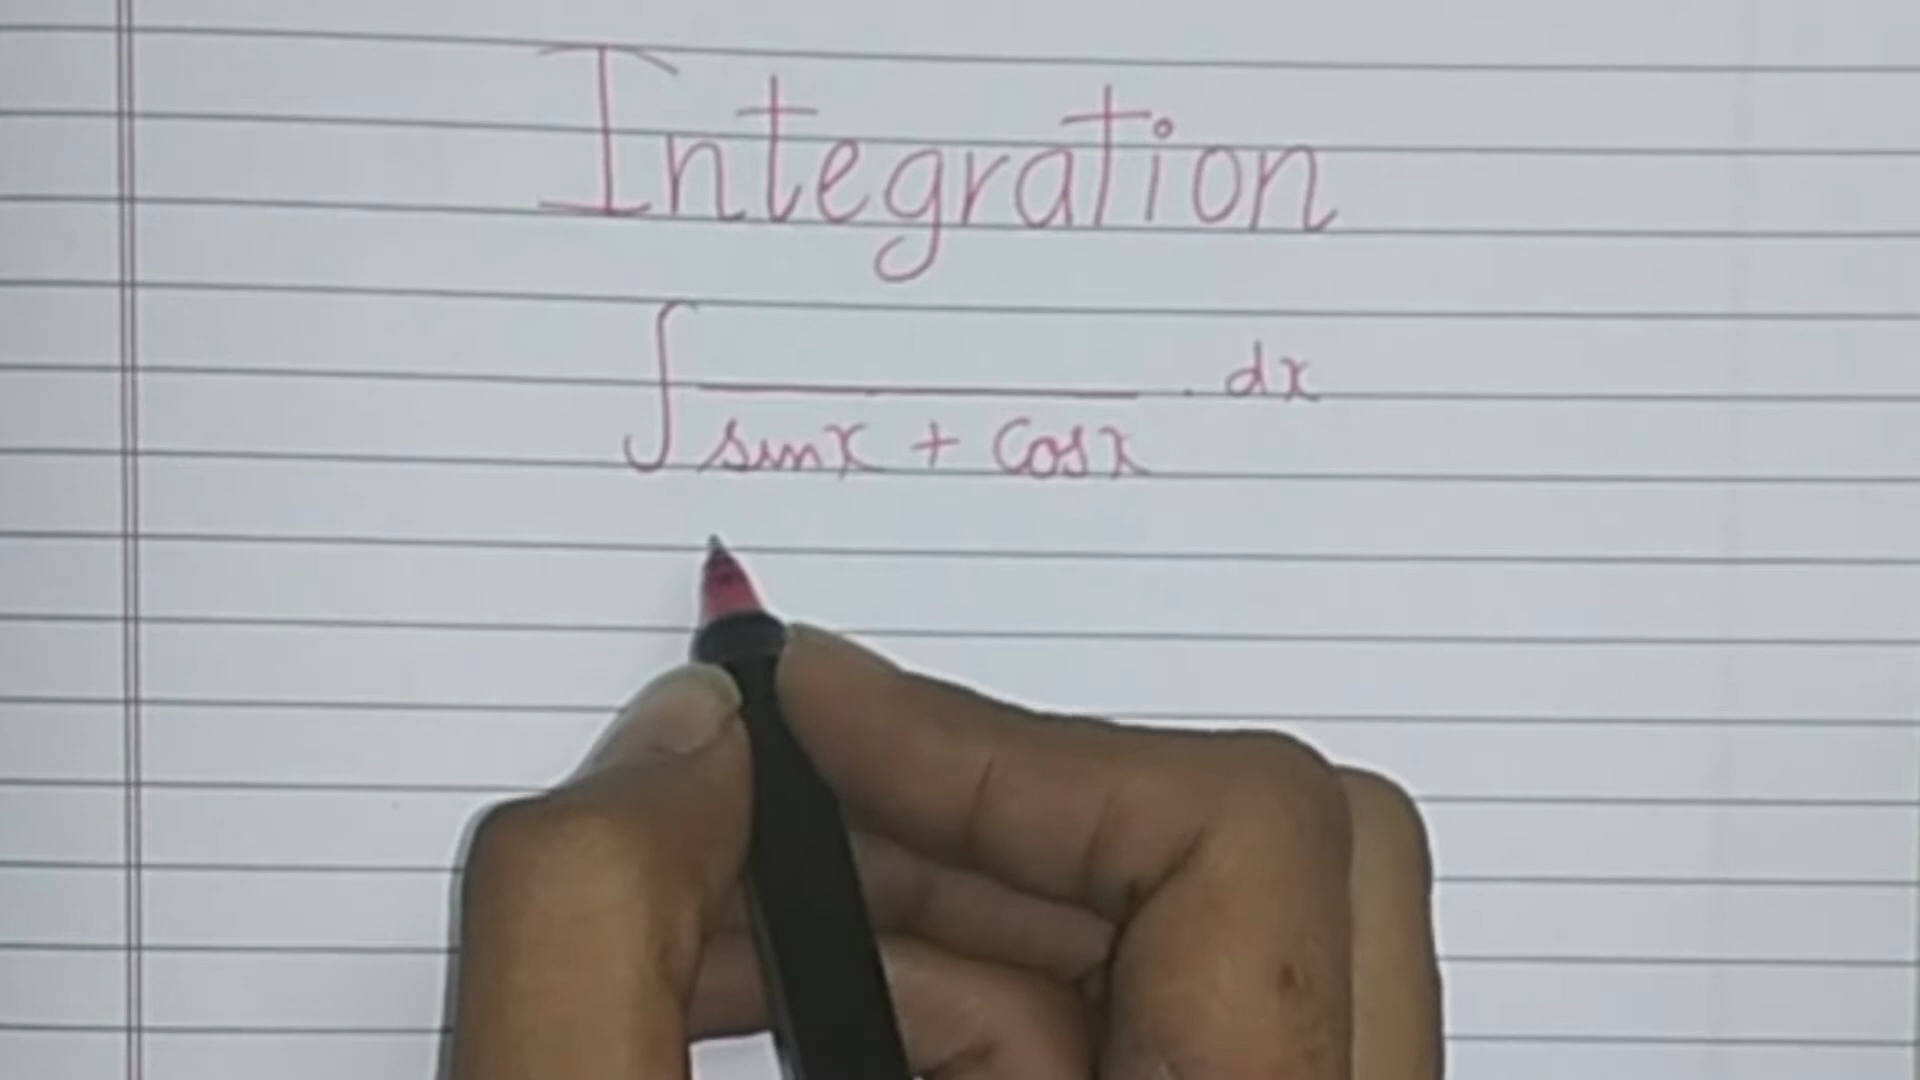 Integration
∫ ㅤ/(sinx + cosx) . dx